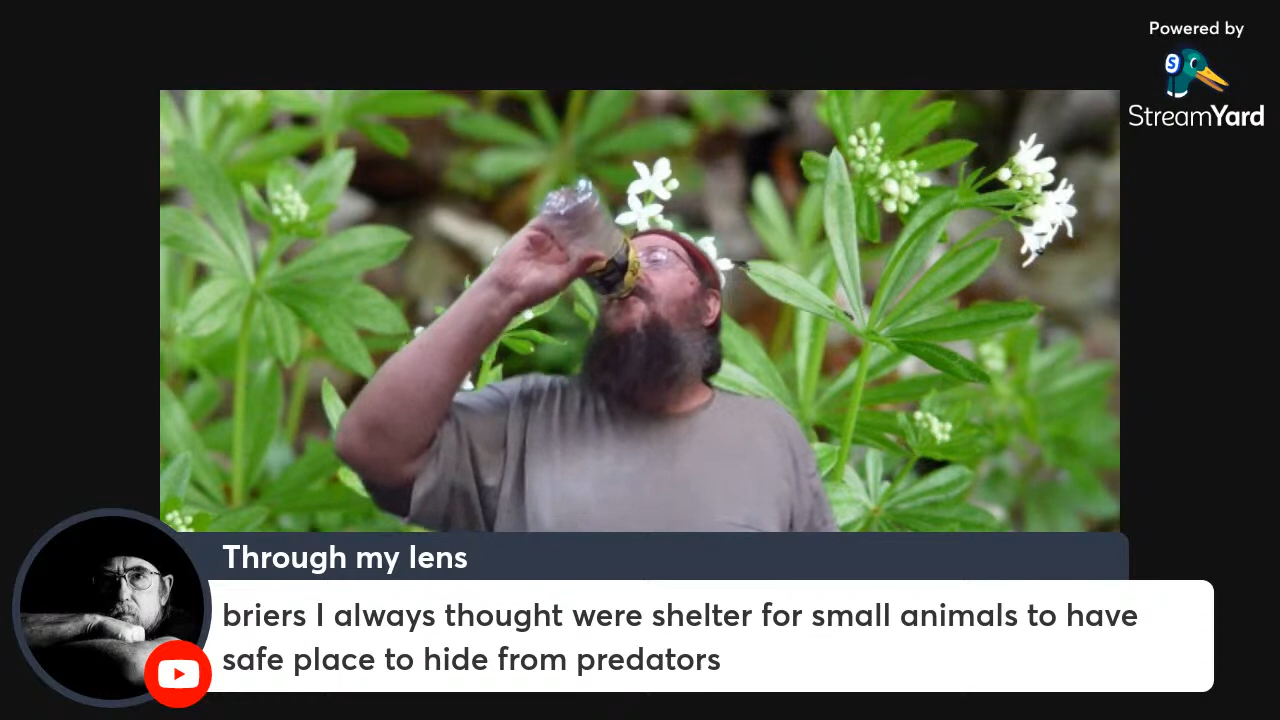 Powered by
StreamYard
Through my lens
briers I always thought were shelter for small animals to have
safe place to hide from predators